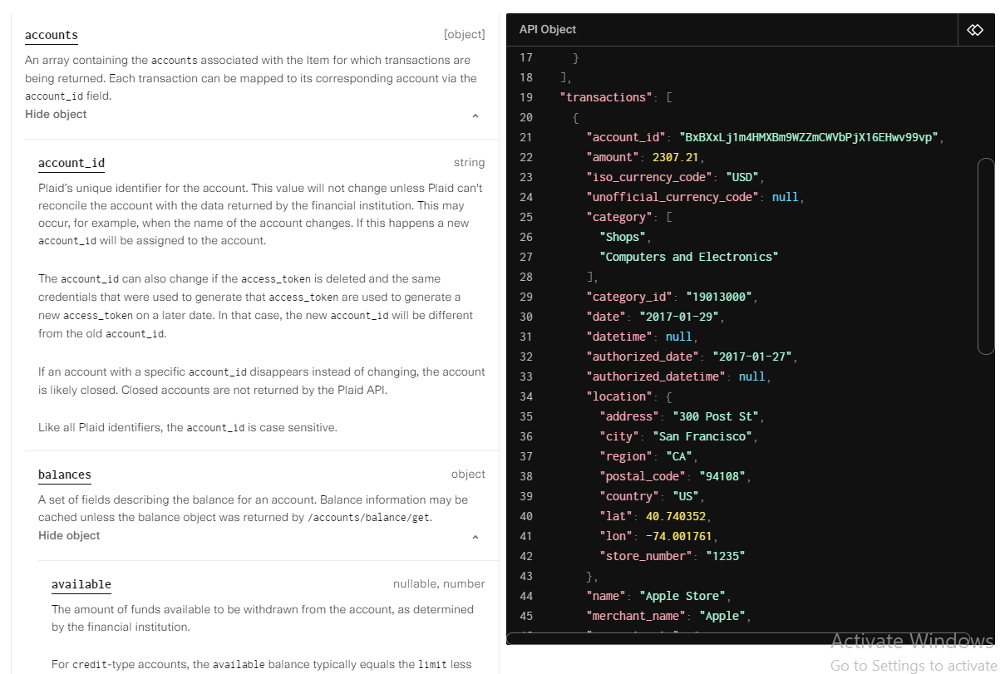 accounts [object]
An array containing the accounts associated with the Item for which transactions are
being returned. Each transaction can be mapped to its corresponding account via the
account_id field.
Hide object
account_id string
Plaid's unique identifier for the account. This value will not change unless Plaid can't
reconcile the account with the data returned by the financial institution. This may
occur, for example, when the name of the account changes. If this happens a new
account_id will be assigned to the account.
The account_id can also change if the access_token is deleted and the same
credentials that were used to generate that access_token are used to generate a
new access_token on a later date. In that case, the new account_id will be different
from the old account_id.
If an account with a specific account_id disappears instead of changing, the account
is likely closed. Closed accounts are not returned by the Plaid API.
Like all Plaid identifiers, the account_id is case sensitive.
balances object
A set of fields describing the balance for an account. Balance information may be
cached unless the balance object was returned by /accounts/balance/get.
Hide object
available nullable, number
The amount of funds available to be withdrawn from the account, as determined
by the financial institution.
For credit-type accounts, the available balance typically equals the limit less
API Object
17 }
18 ],
19 "transactions": [
20 {
21 "account_id": "BxBXxLj1m4HMXBm9WZZmCWVbPjX16EHwv99vp",
22 "amount": 2307.21,
23 "iso_currency_code": "USD",
24 "unofficial_currency_code": null,
25 "category": [
26 "Shops",
27 "Computers and Electronics"
28 ],
29 "category_id": "19013000",
30 "date": "2017-01-29",
31 "datetime": null,
32 "authorized_date": "2017-01-27",
33 "authorized_datetime": null,
34 "location": {
35 "address": "300 Post St",
36 "city": "San Francisco",
37 "region": "CA",
38 "postal_code": "94108",
39 "country": "US",
40 "lat": 40.740352,
41 "lon": -74.001761,
42 "store_number": "1235"
43 },
44 "name": "Apple Store",
45 "merchant_name": "Apple",
Activate Windows
Go to Settings to activate